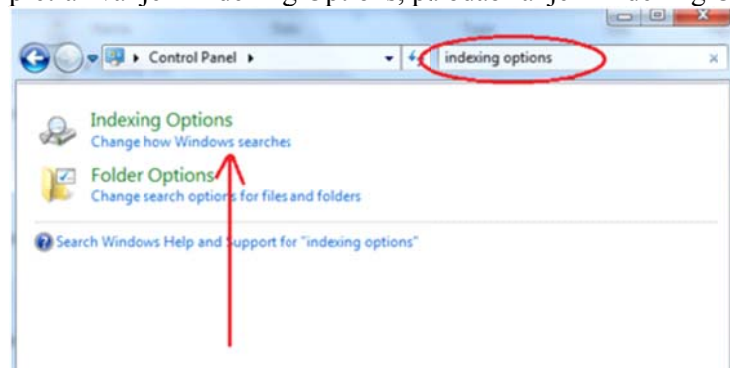 Control Panel
indexing options
Indexing Options
Change how Windows searches
Folder Options
Change search options for files and folders
Search Windows Help and Support for "indexing options"